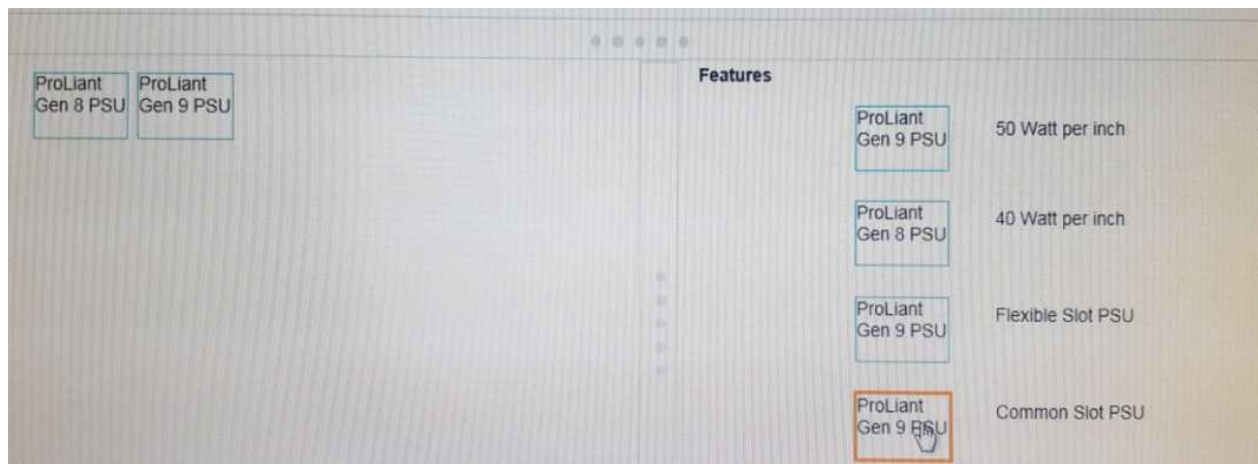 ProLiant
Gen 8 PSU
ProLiant
Gen 9 PSU
Features
ProLiant
Gen 9 PSU
50 Watt per inch
ProLiant
Gen 8 PSU
40 Watt per inch
ProLiant
Gen 9 PSU
Flexible Slot PSU
ProLiant
Gen 9 PSU
Common Slot PSU